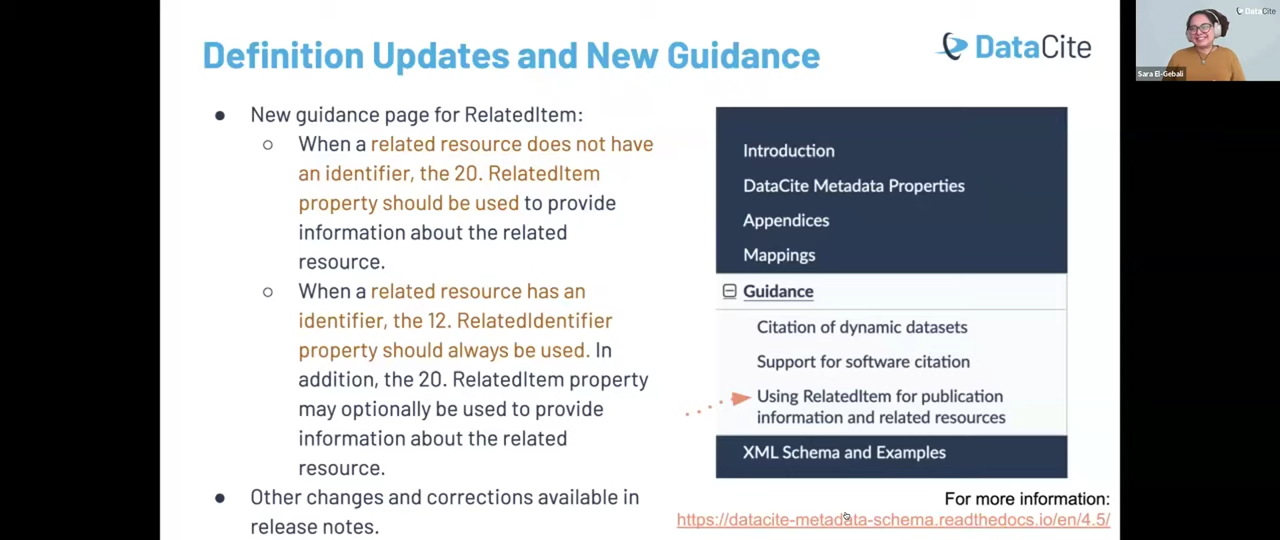 Definition Updates and New Guidance
DataCite
DataCite
Sara El-Gebali
● New guidance page for RelatedItem:
○ When a related resource does not have
an identifier, the 20. RelatedItem
property should be used to provide
information about the related
resource.
○ When a related resource has an
identifier, the 12. RelatedIdentifier
property should always be used. In
addition, the 20. RelatedItem property
may optionally be used to provide
information about the related
resource.
● Other changes and corrections available in
release notes.
Introduction
DataCite Metadata Properties
Appendices
Mappings
Guidance
Citation of dynamic datasets
Support for software citation
Using RelatedItem for publication
information and related resources
XML Schema and Examples
For more information:
https://datacite-metadata-schema.readthedocs.io/en/4.5/